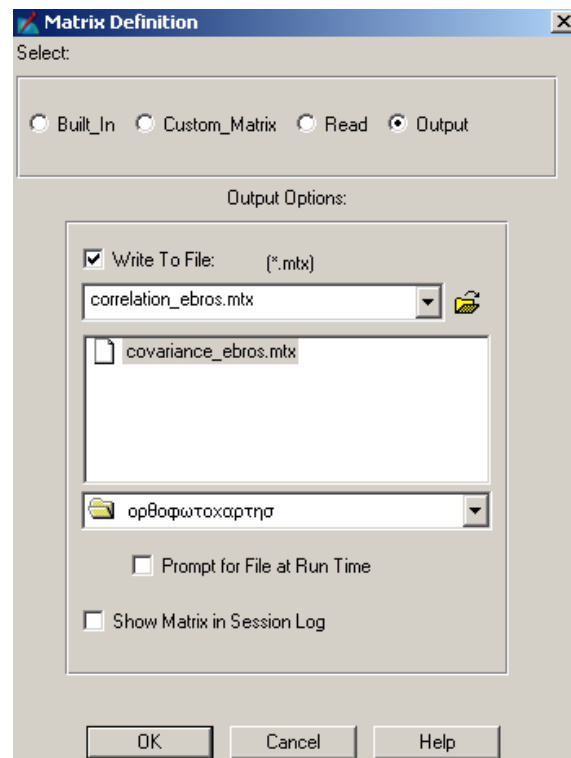 Matrix Definition
Select:
Built_In Custom_Matrix Read Output
Output Options:
Write To File: (*.mtx)
correlation_ebros.mtx
covariance_ebros.mtx
ορθοφωτοχαρτησ
Prompt for File at Run Time
Show Matrix in Session Log
OK Cancel Help